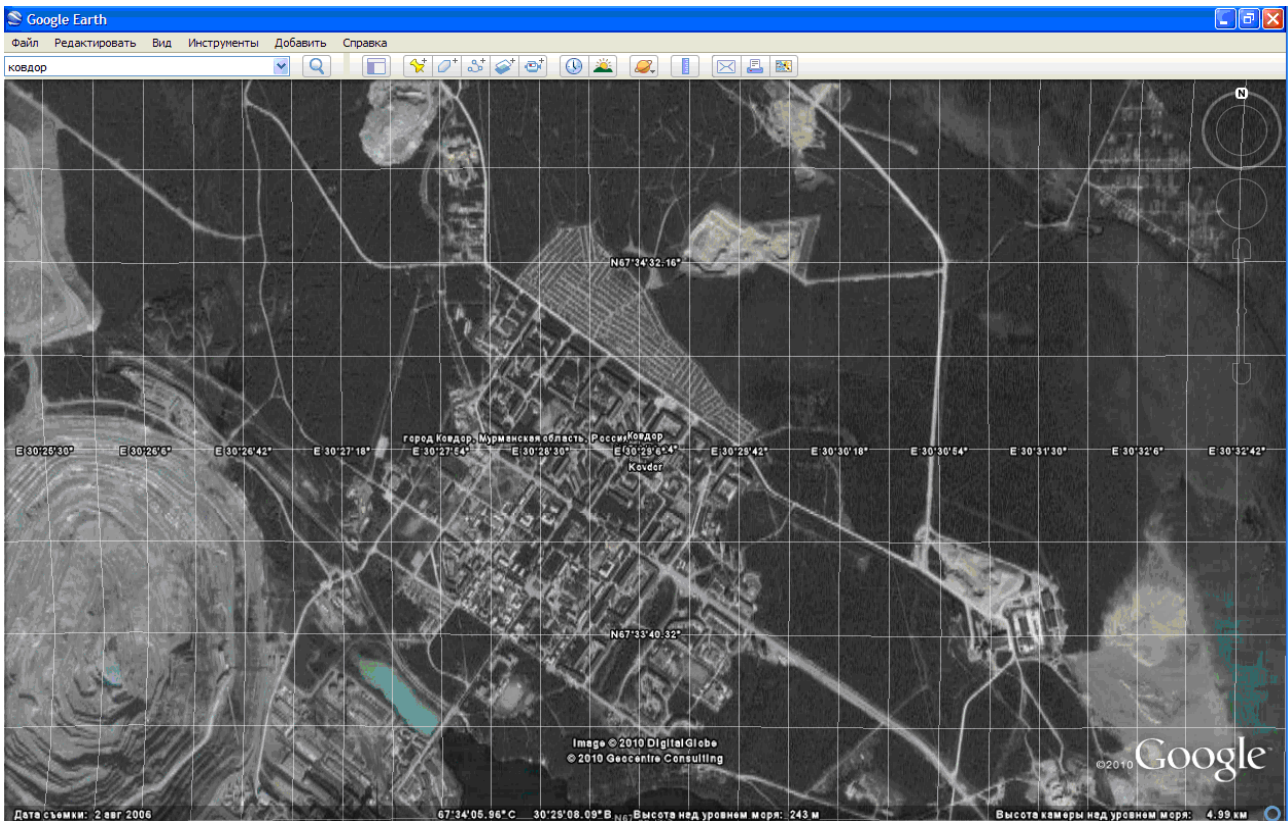 Google Earth
Файл Редактировать Вид Инструменты Добавить Справка
ковдор
N
N67°34'32.16"
город Ковдор, Мурманская область, Россия
Ковдор
E 30°25'30" E 30°26'6" E 30°26'42" E 30°27'18" E 30°27'54" E 30°28'30" E 30°29'6" E 30°29'42" E 30°30'18" E 30°30'54" E 30°31'30" E 30°32'6" E 30°32'42"
Kovdor
N67°33'40.32"
Image © 2010 DigitalGlobe
© 2010 Geocentre Consulting
©2010 Google
Дата съемки: 2 авг 2006 67°34'05.96" С 30°29'08.09" В Высота над уровнем моря: 243 м Высота камеры над уровнем моря: 4.99 км